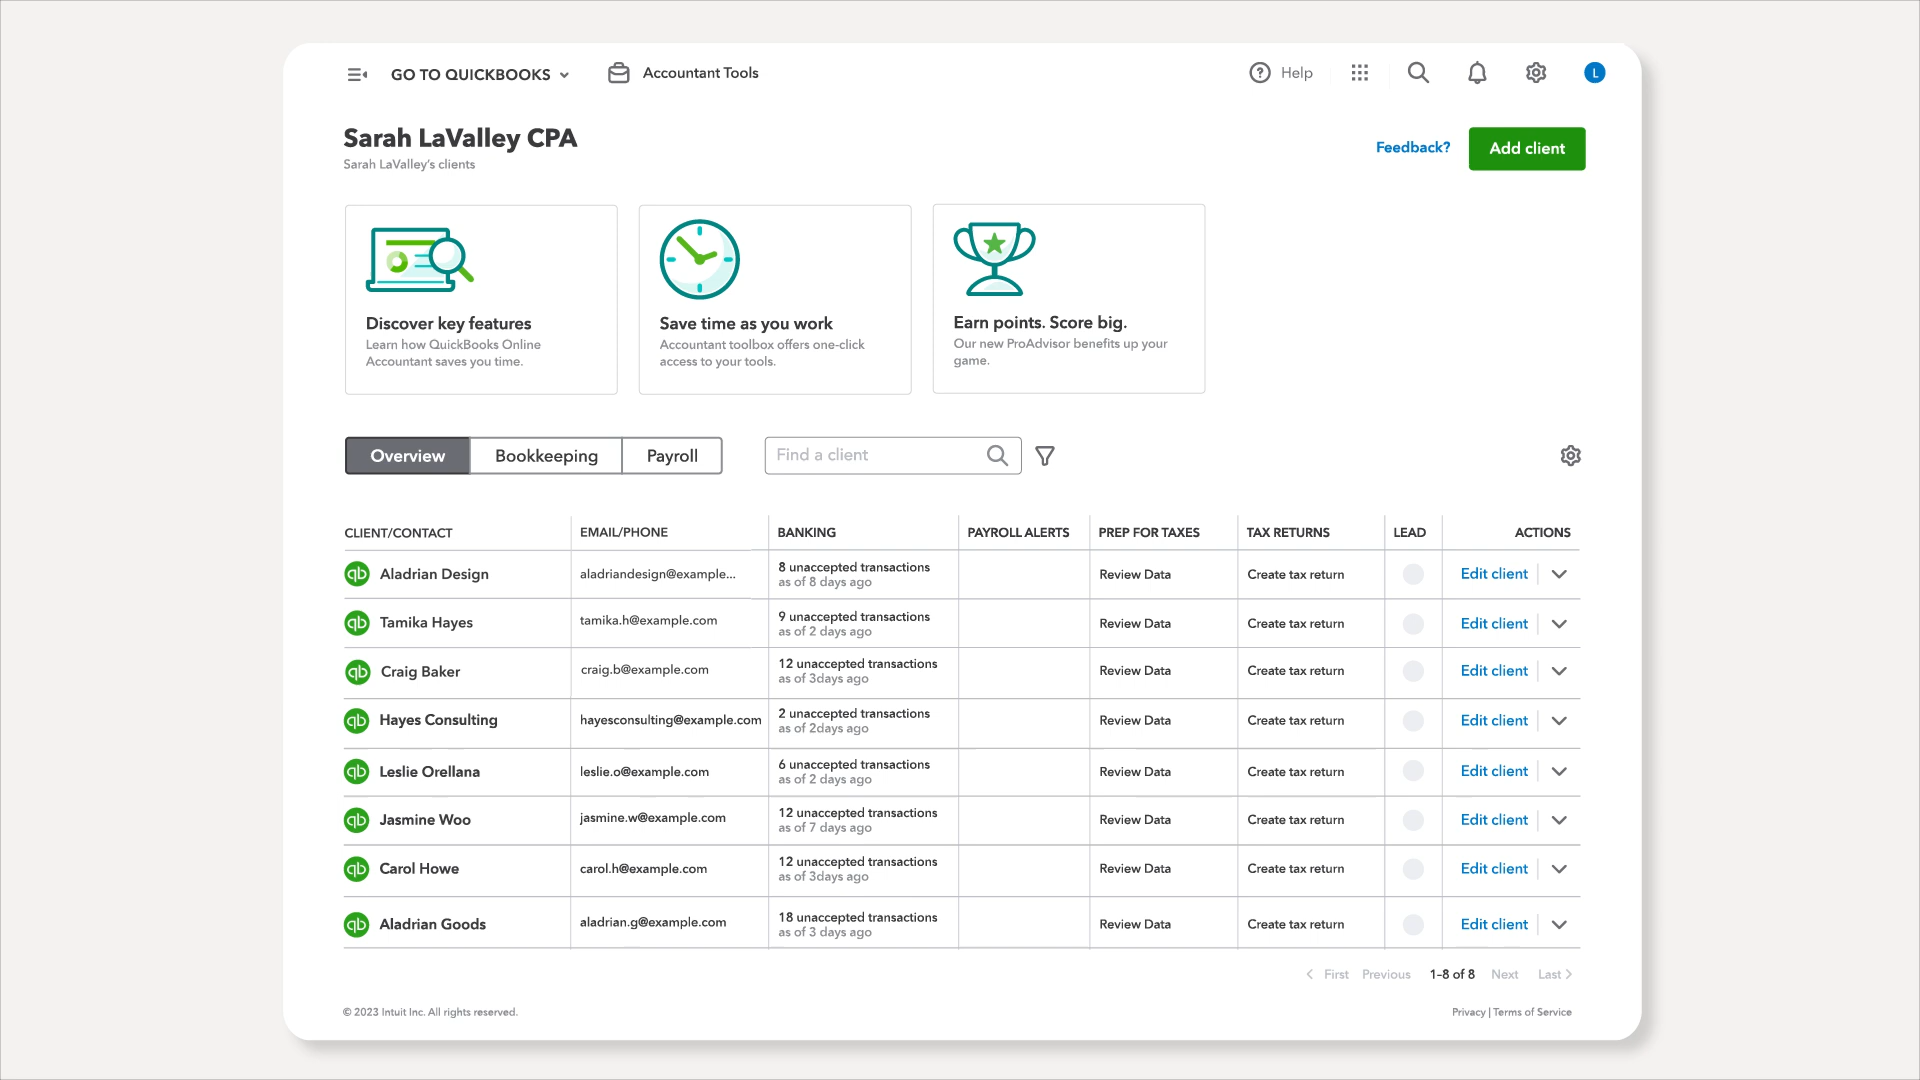 GO TO QUICKBOOKS
Accountant Tools
Help
L
Sarah LaValley CPA
Sarah LaValley's clients
Feedback?
Add client
Discover key features
Learn how QuickBooks Online
Accountant saves you time.
Save time as you work
Accountant toolbox offers one-click
access to your tools.
Earn points. Score big.
Our new ProAdvisor benefits up your
game.
Overview
Bookkeeping
Payroll
Find a client
CLIENT/CONTACT EMAIL/PHONE BANKING PAYROLL ALERTS PREP FOR TAXES TAX RETURNS LEAD ACTIONS
qb Aladrian Design aladriandesign@example... 8 unaccepted transactions Review Data Create tax return Edit client
as of 8 days ago
qb Tamika Hayes tamika.h@example.com 9 unaccepted transactions Review Data Create tax return Edit client
as of 2 days ago
qb Craig Baker craig.b@example.com 12 unaccepted transactions Review Data Create tax return Edit client
as of 3days ago
qb Hayes Consulting hayesconsulting@example.com 2 unaccepted transactions Review Data Create tax return Edit client
as of 2days ago
qb Leslie Orellana leslie.o@example.com 6 unaccepted transactions Review Data Create tax return Edit client
as of 2 days ago
qb Jasmine Woo jasmine.w@example.com 12 unaccepted transactions Review Data Create tax return Edit client
as of 7 days ago
qb Carol Howe carol.h@example.com 12 unaccepted transactions Review Data Create tax return Edit client
as of 3days ago
qb Aladrian Goods aladrian.g@example.com 18 unaccepted transactions Review Data Create tax return Edit client
as of 3 days ago
First Previous 1-8 of 8 Next Last
© 2023 Intuit Inc. All rights reserved.
Privacy | Terms of Service